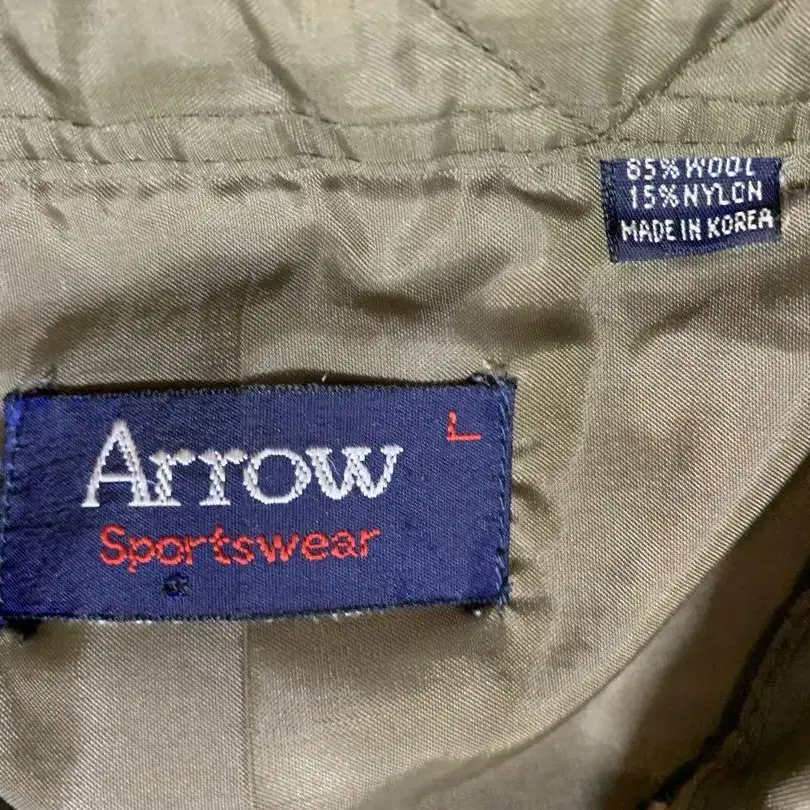 85% WOOL
15% NYLON
MADE IN KOREA
Arrow
L
Sportswear